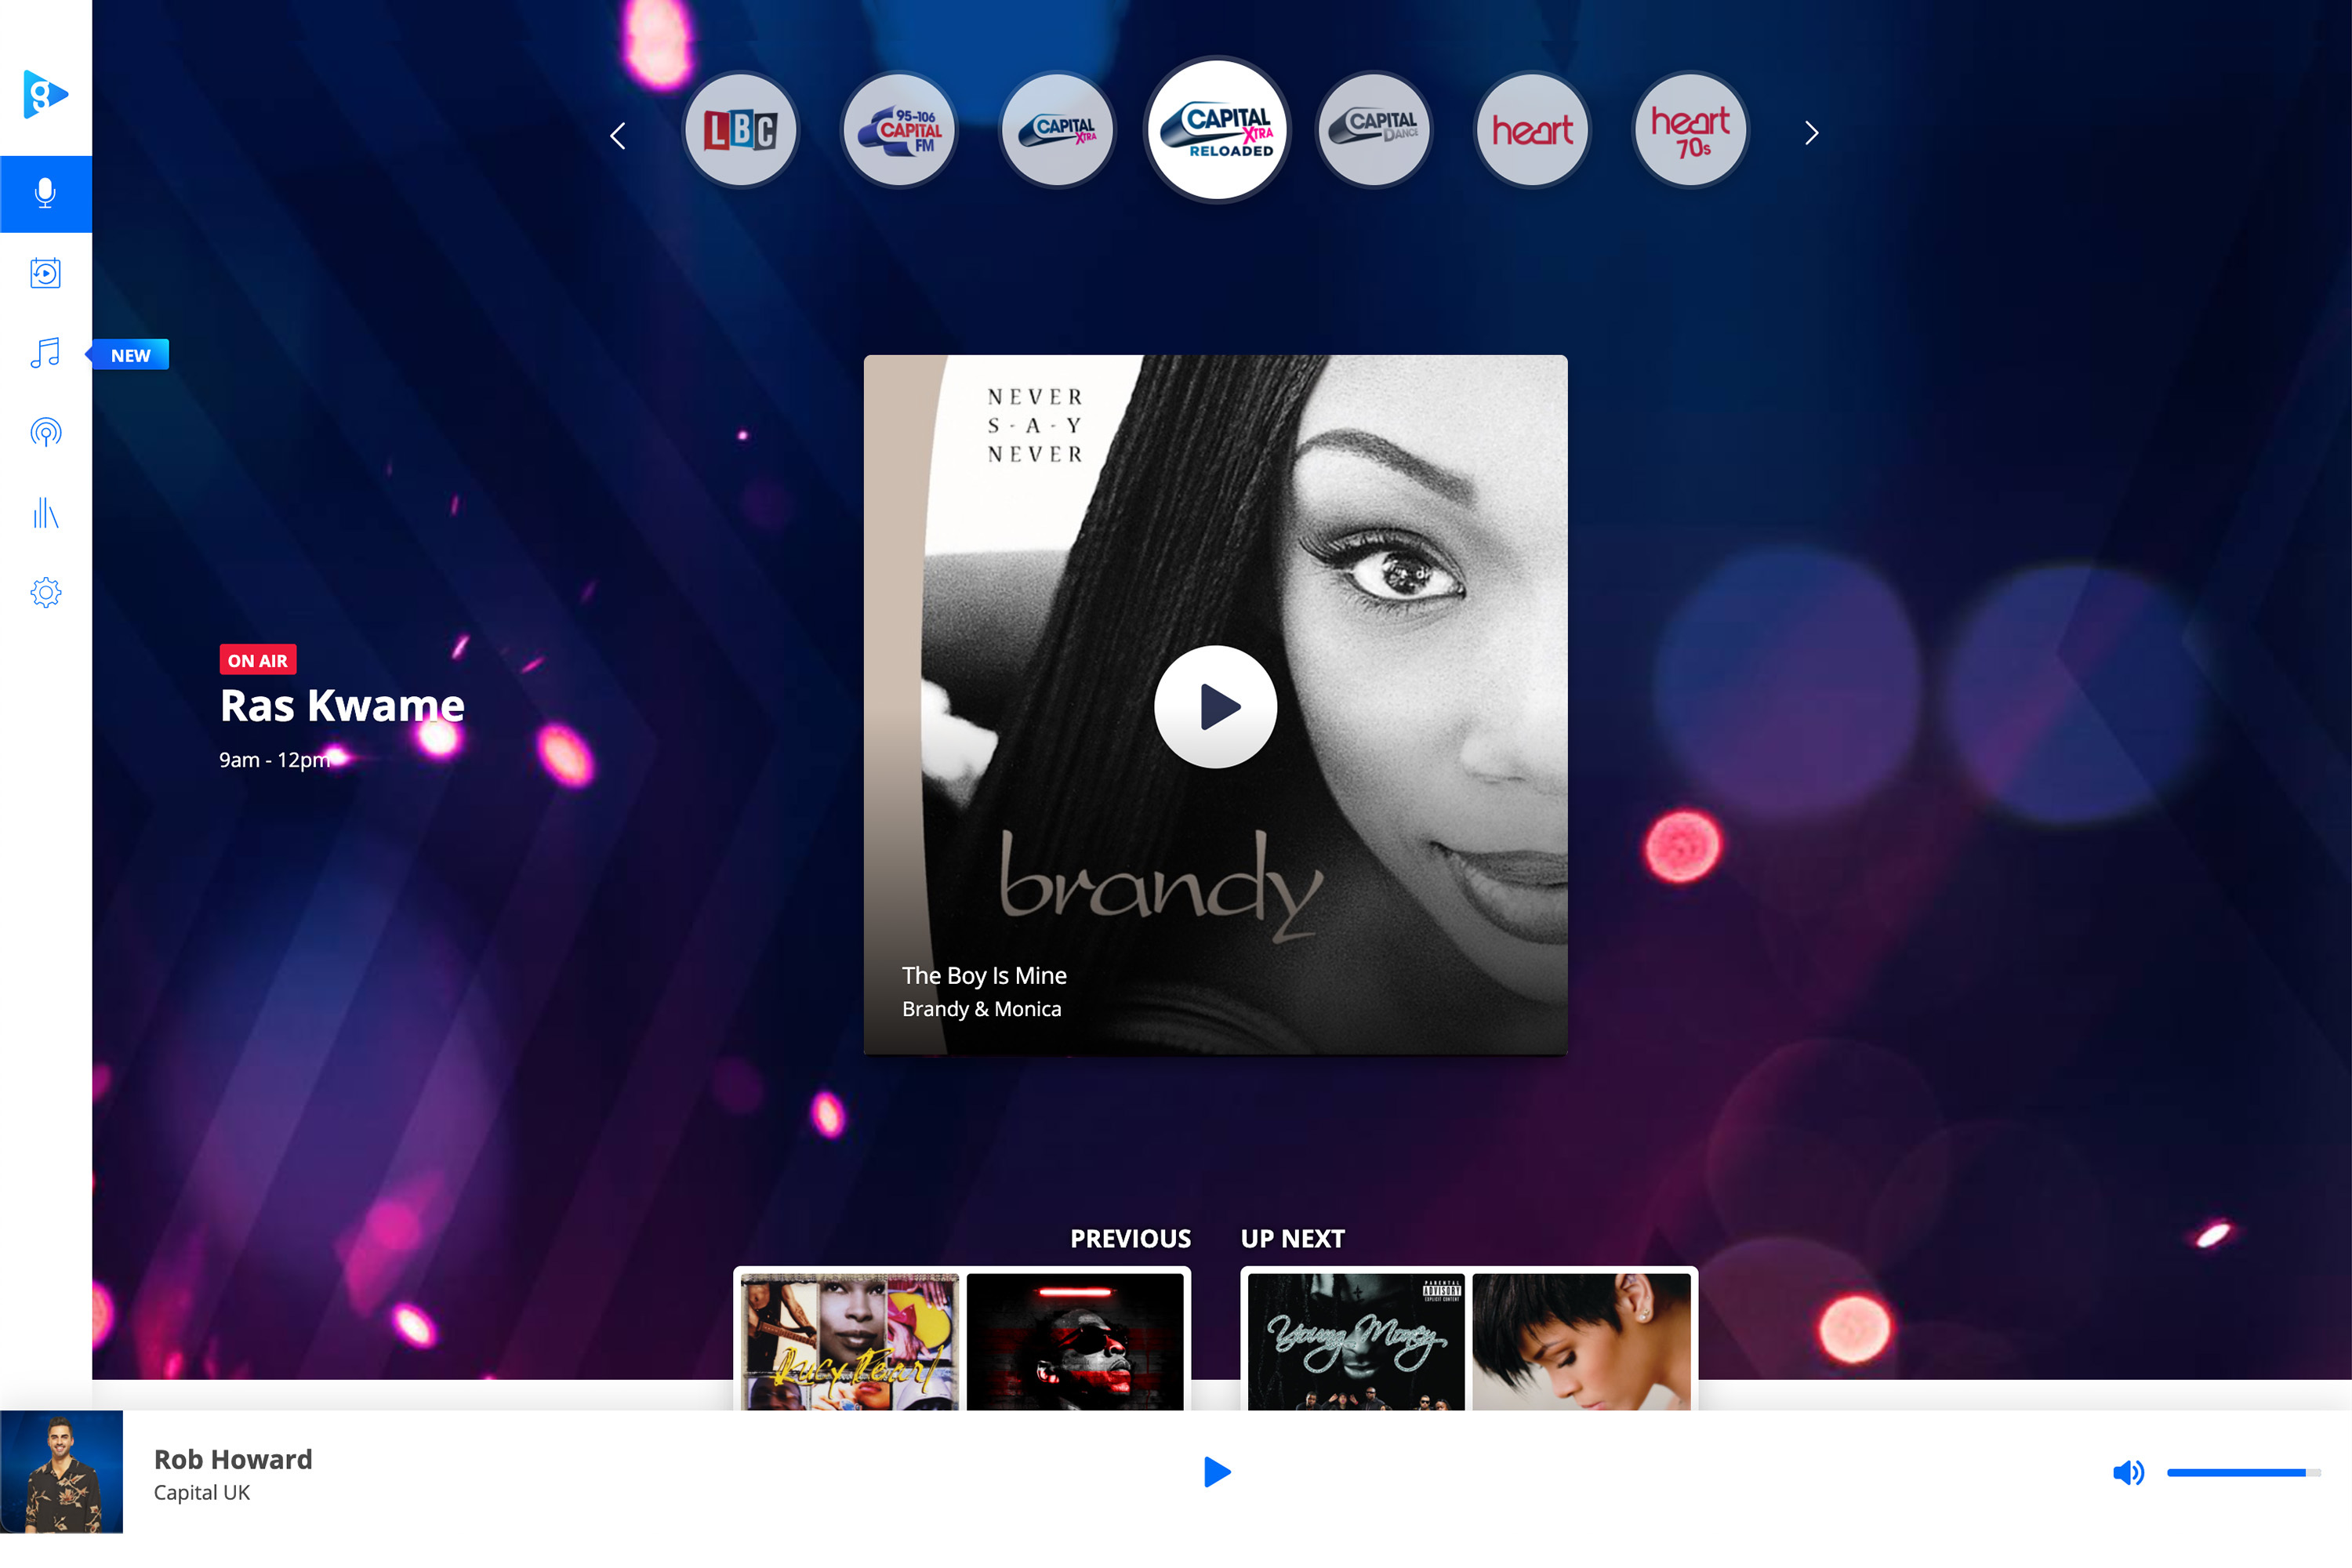 g
LBC
95-106
CAPITAL
FM
CAPITAL
XTRA
CAPITAL
XTRA
RELOADED
CAPITAL
DANCE
heart
heart
70s
NEW
NEVER
S-A-Y
NEVER
ON AIR
Ras Kwame
9am - 12pm
brandy
The Boy Is Mine
Brandy & Monica
PREVIOUS
UP NEXT
Lucy Pearl
PARENTAL
ADVISORY
EXPLICIT CONTENT
Young Money
Rob Howard
Capital UK